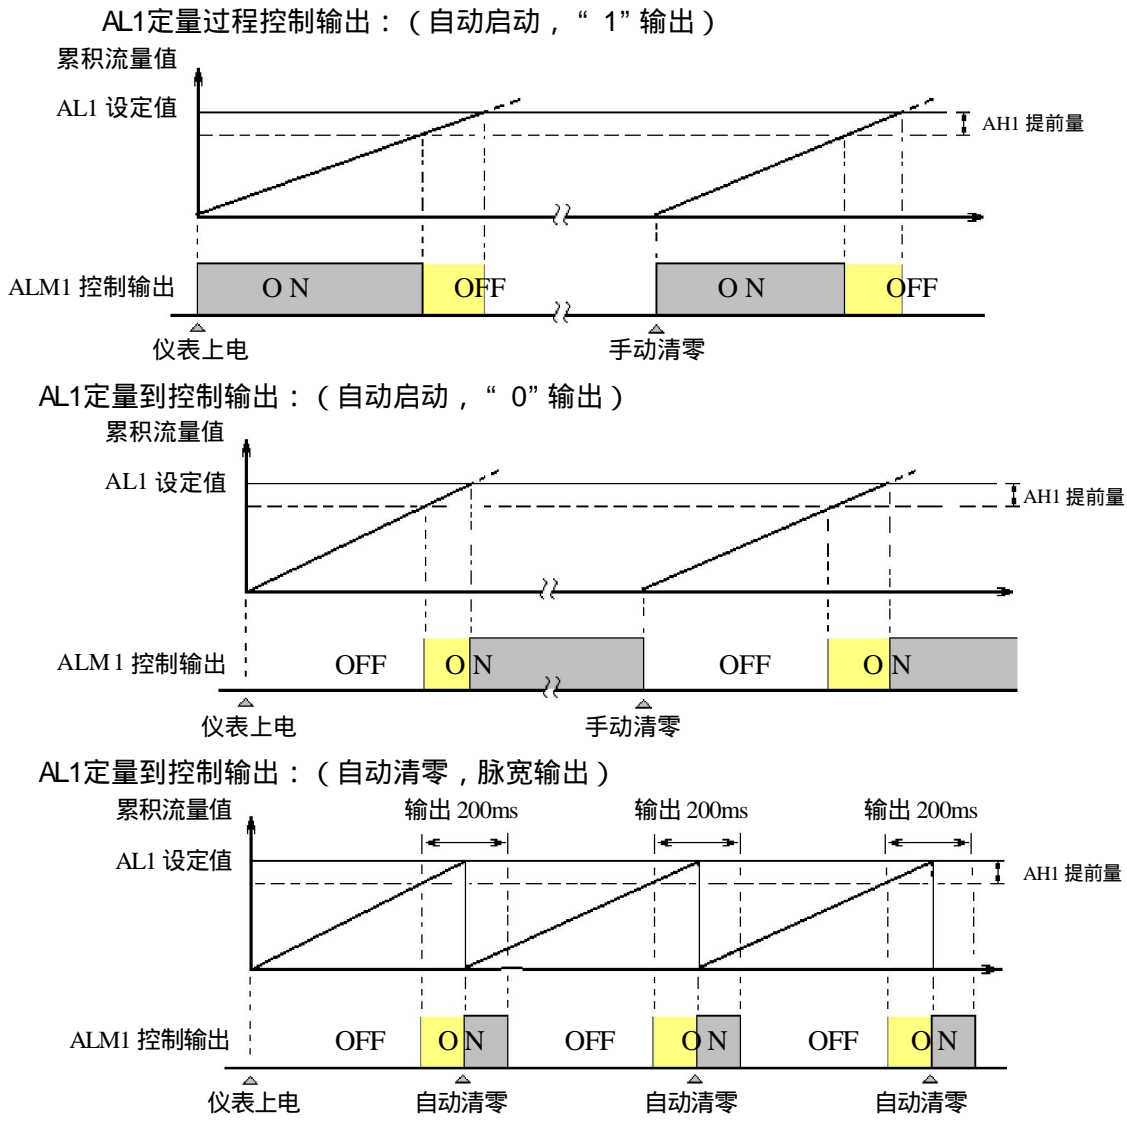 AL1定量过程控制输出：（自动启动，“ 1”输出）
累积流量值
AL1 设定值
AH1 提前量
ALM1 控制输出
ON
OFF
ON
OFF
仪表上电
手动清零
AL1定量到控制输出：（自动启动，“ 0”输出）
累积流量值
AL1 设定值
AH1 提前量
ALM1 控制输出
OFF
ON
OFF
ON
仪表上电
手动清零
AL1定量到控制输出：（自动清零，脉宽输出）
累积流量值
输出 200ms
输出 200ms
输出 200ms
AL1 设定值
AH1 提前量
ALM1 控制输出
OFF
ON
OFF
ON
OFF
ON
仪表上电
自动清零
自动清零
自动清零